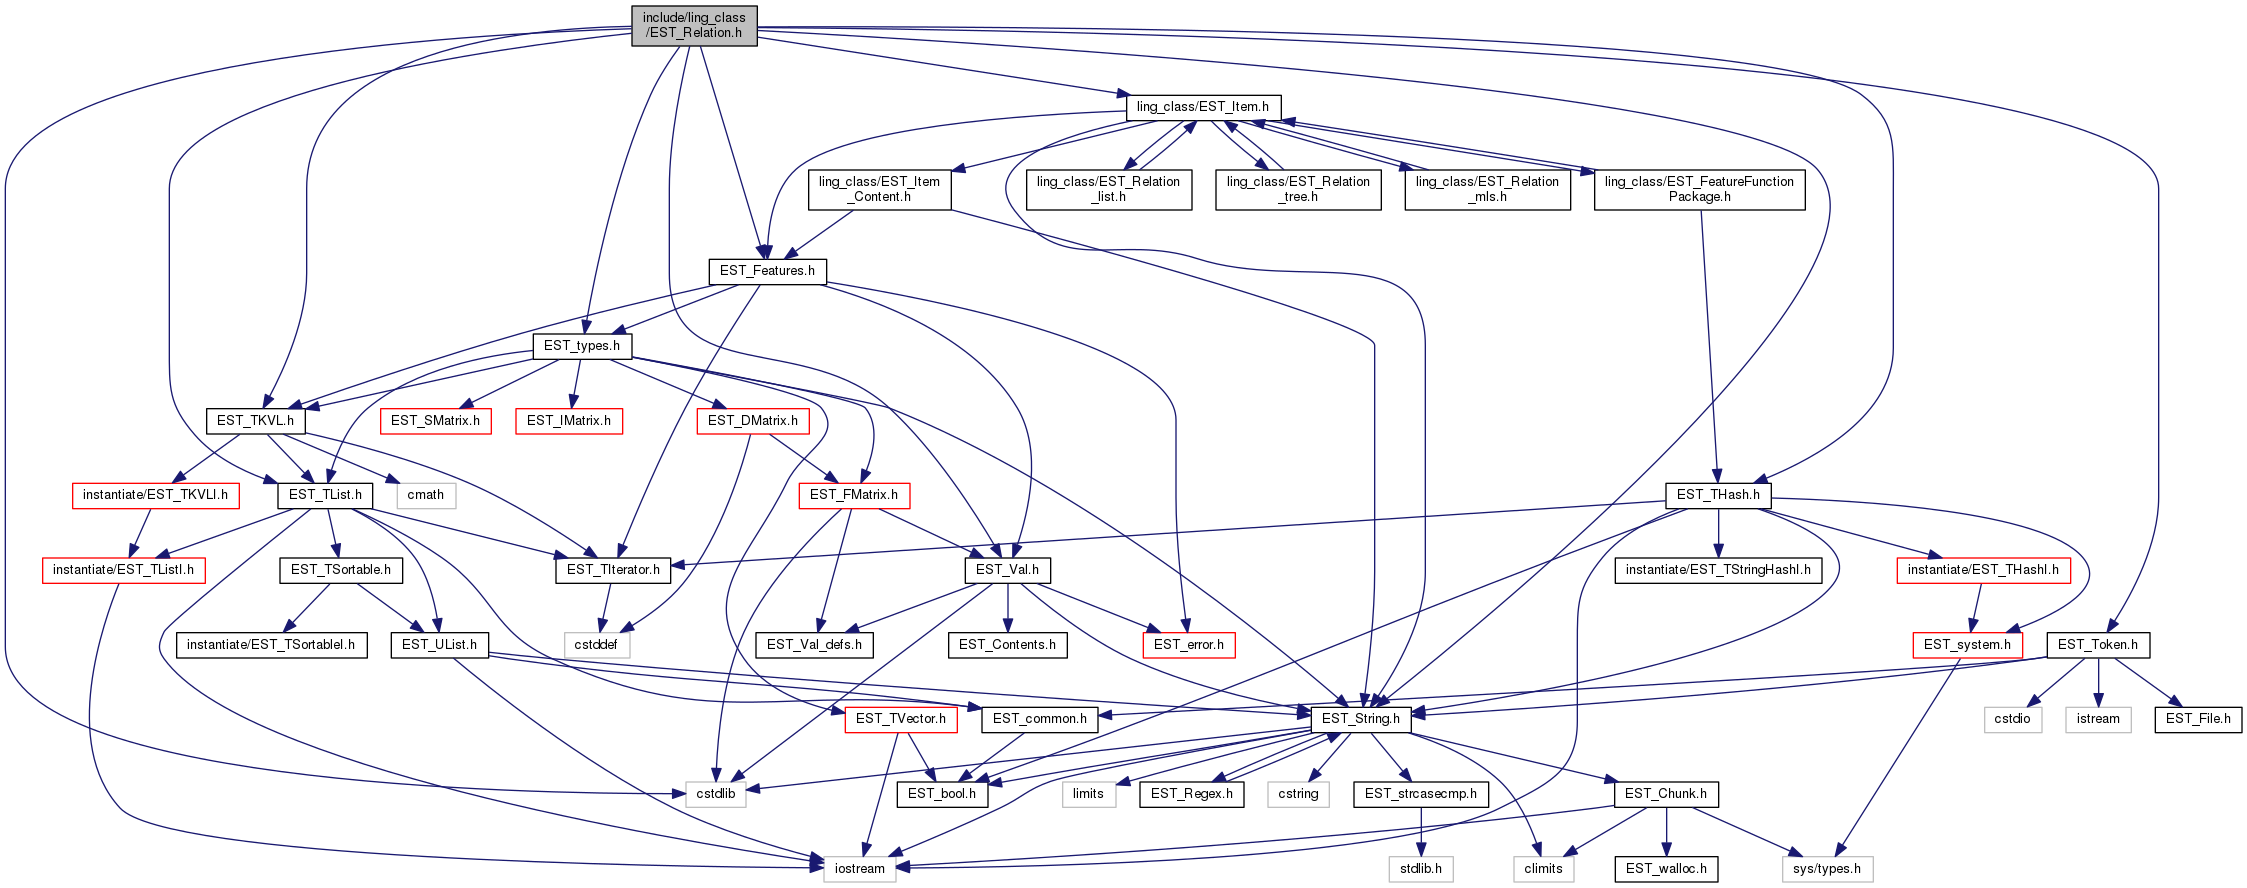 include/ling_class
/EST_Relation.h
ling_class/EST_Item.h
ling_class/EST_Item
_Content.h
ling_class/EST_Relation
_list.h
ling_class/EST_Relation
_tree.h
ling_class/EST_Relation
_mls.h
ling_class/EST_FeatureFunction
Package.h
EST_Features.h
EST_types.h
EST_TKVL.h
EST_SMatrix.h
EST_IMatrix.h
EST_DMatrix.h
instantiate/EST_TKVLI.h
EST_TList.h
cmath
EST_FMatrix.h
EST_THash.h
instantiate/EST_TListI.h
EST_TSortable.h
EST_TIterator.h
EST_Val.h
instantiate/EST_TStringHashI.h
instantiate/EST_THashI.h
instantiate/EST_TSortableI.h
EST_UList.h
cstddef
EST_Val_defs.h
EST_Contents.h
EST_error.h
EST_system.h
EST_Token.h
EST_TVector.h
EST_common.h
EST_String.h
cstdio
istream
EST_File.h
cstdlib
EST_bool.h
limits
EST_Regex.h
cstring
EST_strcasecmp.h
EST_Chunk.h
iostream
stdlib.h
climits
EST_walloc.h
sys/types.h